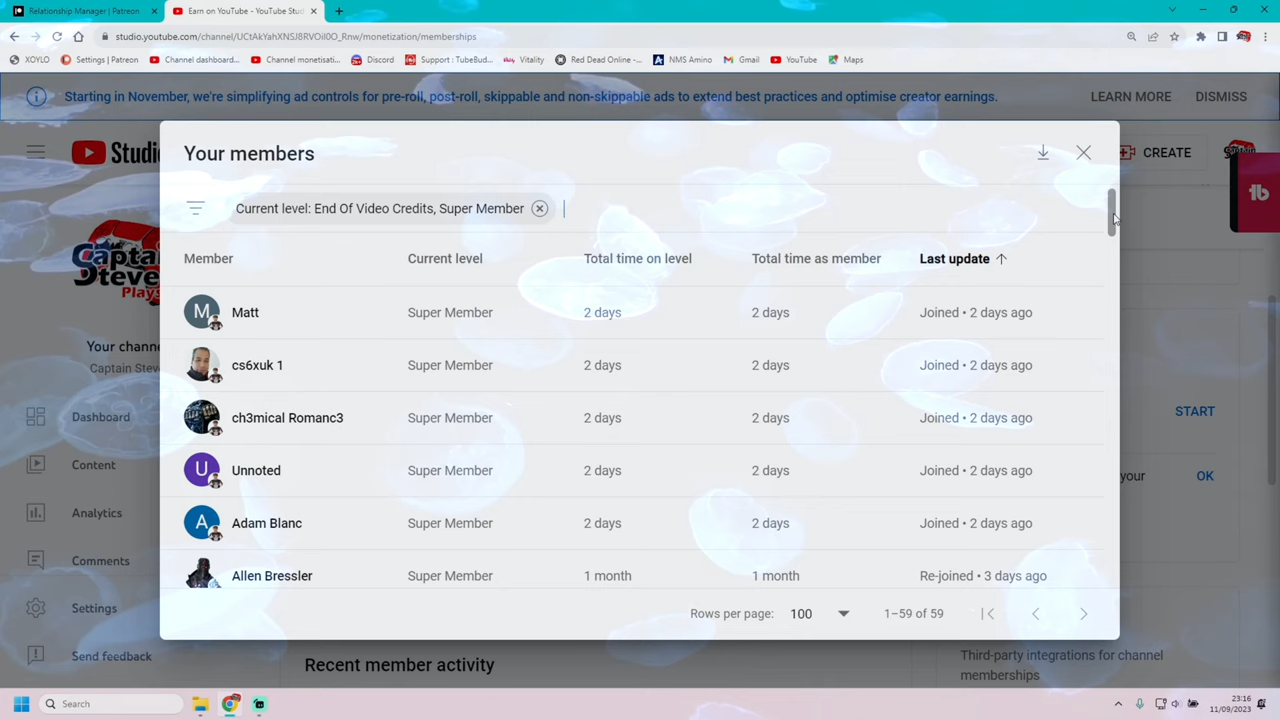 Relationship Manager | Patreon
Earn on YouTube - YouTube Stud
studio.youtube.com/channel/UCtAkYahXNSJ8RVOil0O_Rnw/monetization/memberships
XOYLO
Settings | Patreon
Channel dashboard...
Channel monetisati...
Discord
Support : TubeBud...
Vitality
Red Dead Online -...
NMS Amino
Gmail
YouTube
Maps
Starting in November, we're simplifying ad controls for pre-roll, post-roll, skippable and non-skippable ads to extend best practices and optimise creator earnings.
LEARN MORE
DISMISS
Studi
CREATE
Your members
Current level: End Of Video Credits, Super Member
Member Current level Total time on level Total time as member Last update
M Matt Super Member 2 days 2 days Joined • 2 days ago
cs6xuk 1 Super Member 2 days 2 days Joined • 2 days ago
ch3mical Romanc3 Super Member 2 days 2 days Joined • 2 days ago
U Unnoted Super Member 2 days 2 days Joined • 2 days ago
A Adam Blanc Super Member 2 days 2 days Joined • 2 days ago
Allen Bressler Super Member 1 month 1 month Re-joined • 3 days ago
Rows per page: 100 1–59 of 59
Captai
Steve
Plays
Your chann
Captain Steve
Dashboard
Content
Analytics
Comments
Settings
Send feedback
START
your
OK
Recent member activity
Third-party integrations for channel
memberships
Search
23:16
11/09/2023